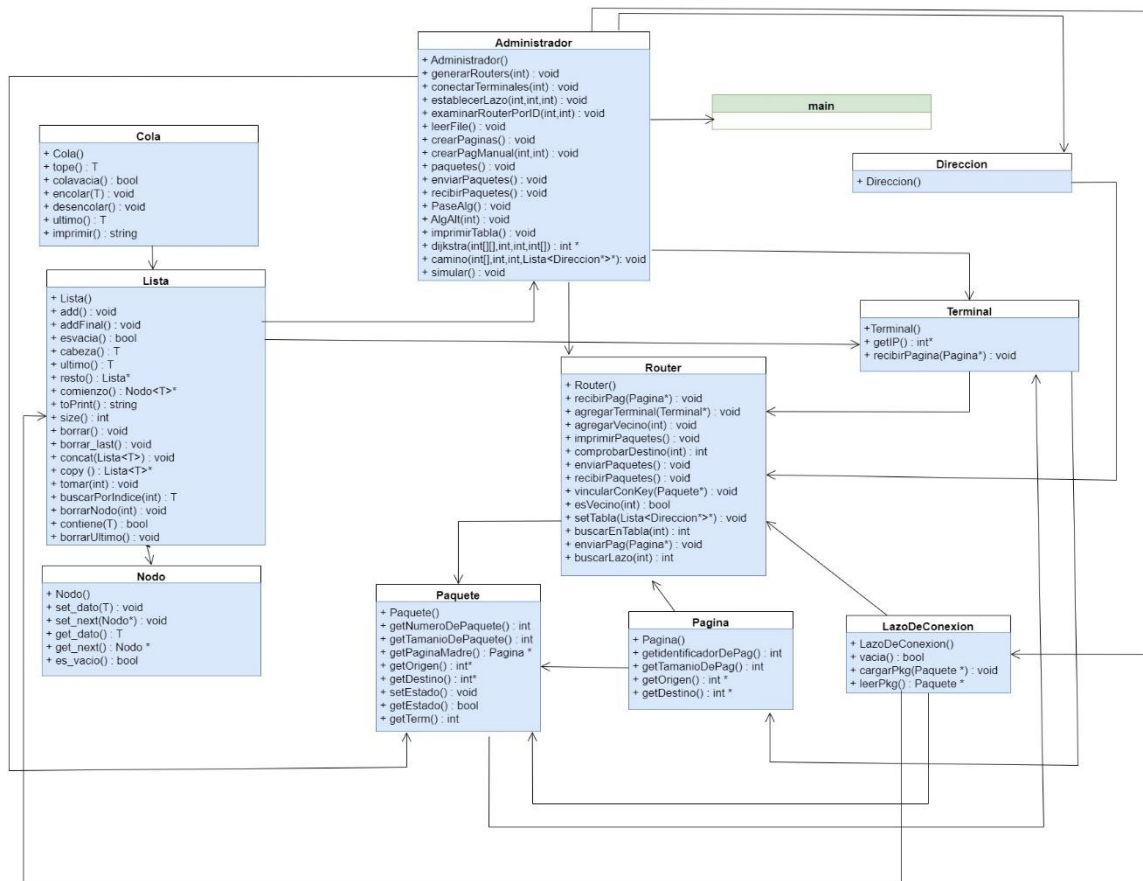 Administrador
+ Administrador()
+ generarRouters(int) : void
+ conectarTerminales(int) : void
+ establecerLazo(int,int,int) : void
+ examinarRouterPorID(int,int) : void
+ leerFile() : void
+ crearPaginas() : void
+ crearPagManual(int,int) : void
+ paquetes() : void
+ enviarPaquetes() : void
+ recibirPaquetes() : void
+ PaseAlg() : void
+ AlgAlt(int) : void
+ imprimirTabla() : void
+ dijkstra(int[][],int,int,int[]) : int *
+ camino(int[],int,int,Lista<Direccion*>*): void
+ simular() : void
main
Cola
+ Cola()
+ tope() : T
+ colavacia() : bool
+ encolar(T) : void
+ desencolar() : void
+ ultimo() : T
+ imprimir() : string
Direccion
+ Direccion()
Lista
+ Lista()
+ add() : void
+ addFinal() : void
+ esvacia() : bool
+ cabeza() : T
+ ultimo() : T
+ resto() : Lista*
+ comienzo() : Nodo<T>*
+ toPrint() : string
+ size() : int
+ borrar() : void
+ borrar_last() : void
+ concat(Lista<T>) : void
+ copy () : Lista<T>*
+ tomar(int) : void
+ buscarPorIndice(int) : T
+ borrarNodo(int) : void
+ contiene(T) : bool
+ borrarUltimo() : void
Terminal
+Terminal()
+ getIP() : int*
+ recibirPagina(Pagina*) : void
Router
+ Router()
+ recibirPag(Pagina*) : void
+ agregarTerminal(Terminal*) : void
+ agregarVecino(int) : void
+ imprimirPaquetes() : void
+ comprobarDestino(int) : int
+ enviarPaquetes() : void
+ recibirPaquetes() : void
+ vincularConKey(Paquete*) : void
+ esVecino(int) : bool
+ setTabla(Lista<Direccion*>*) : void
+ buscarEnTabla(int) : int
+ enviarPag(Pagina*) : void
+ buscarLazo(int) : int
Nodo
+ Nodo()
+ set_dato(T) : void
+ set_next(Nodo*) : void
+ get_dato() : T
+ get_next() : Nodo *
+ es_vacio() : bool
Paquete
+ Paquete()
+ getNumeroDePaquete() : int
+ getTamanioDePaquete() : int
+ getPaginaMadre() : Pagina *
+ getOrigen() : int*
+ getDestino() : int*
+ setEstado() : void
+ getEstado() : bool
+ getTerm() : int
Pagina
+ Pagina()
+ getidentificadorDePag() : int
+ getTamanioDePag() : int
+ getOrigen() : int *
+ getDestino() : int *
LazoDeConexion
+ LazoDeConexion()
+ vacia() : bool
+ cargarPkg(Paquete *) : void
+ leerPkg() : Paquete *